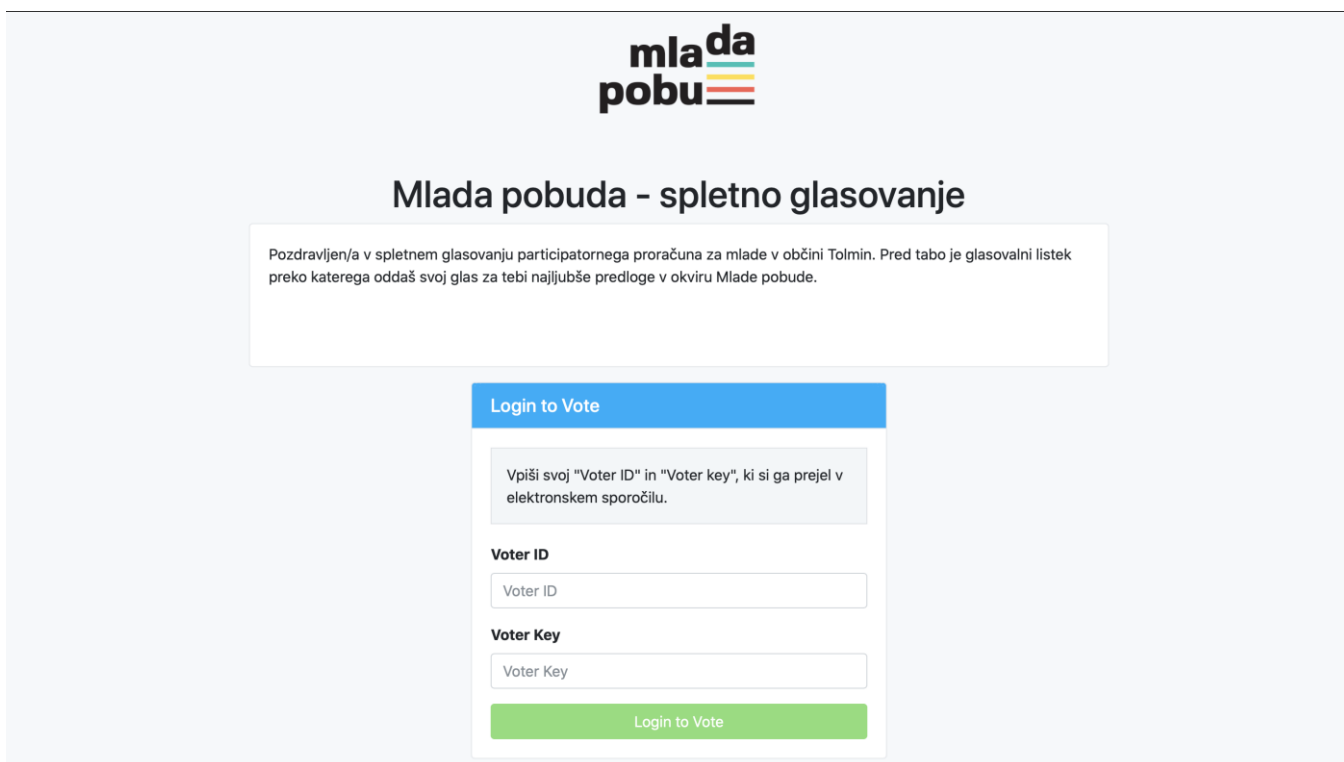 mlada
pobu
Mlada pobuda - spletno glasovanje
Pozdravljen/a v spletnem glasovanju participatornega proračuna za mlade v občini Tolmin. Pred tabo je glasovalni listek
preko katerega oddaš svoj glas za tebi najljubše predloge v okviru Mlade pobude.
Login to Vote
Vpiši svoj "Voter ID" in "Voter key", ki si ga prejel v
elektronskem sporočilu.
Voter ID
Voter ID
Voter Key
Voter Key
Login to Vote